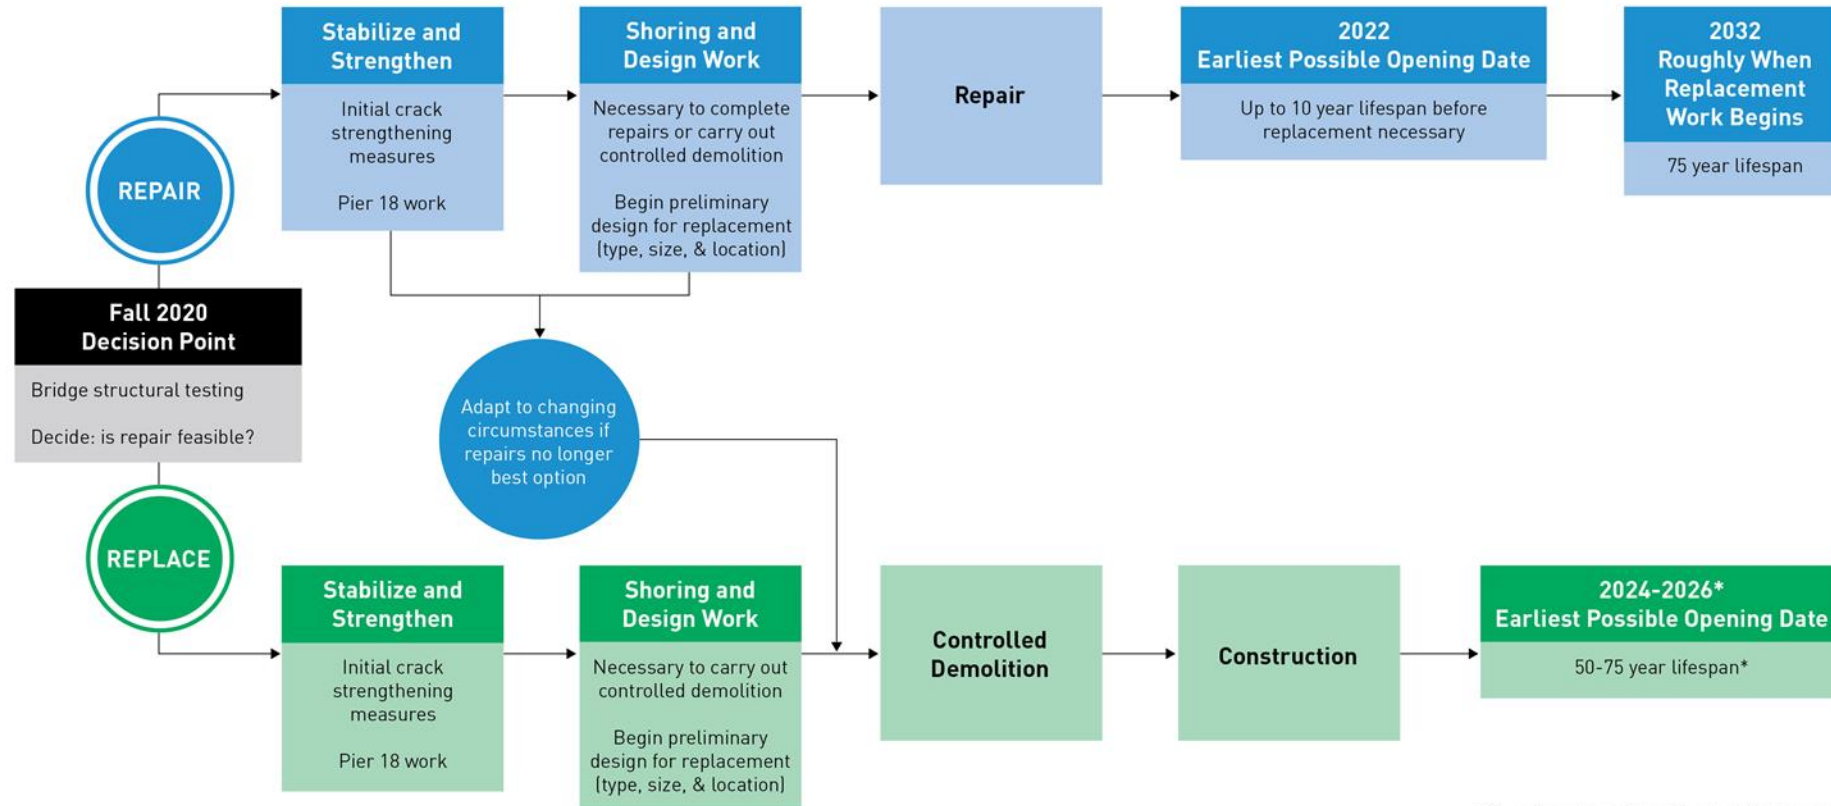 Stabilize and
Strengthen
Initial crack
strengthening
measures
Pier 18 work
Shoring and
Design Work
Necessary to complete
repairs or carry out
controlled demolition
Begin preliminary
design for replacement
(type, size, & location)
Repair
2022
Earliest Possible Opening Date
Up to 10 year lifespan before
replacement necessary
2032
Roughly When
Replacement
Work Begins
75 year lifespan
REPAIR
Fall 2020
Decision Point
Bridge structural testing
Decide: is repair feasible?
Adapt to changing
circumstances if
repairs no longer
best option
REPLACE
Stabilize and
Strengthen
Initial crack
strengthening
measures
Pier 18 work
Shoring and
Design Work
Necessary to carry out
controlled demolition
Begin preliminary
design for replacement
(type, size, & location)
Controlled
Demolition
Construction
2024-2026*
Earliest Possible Opening Date
50-75 year lifespan*